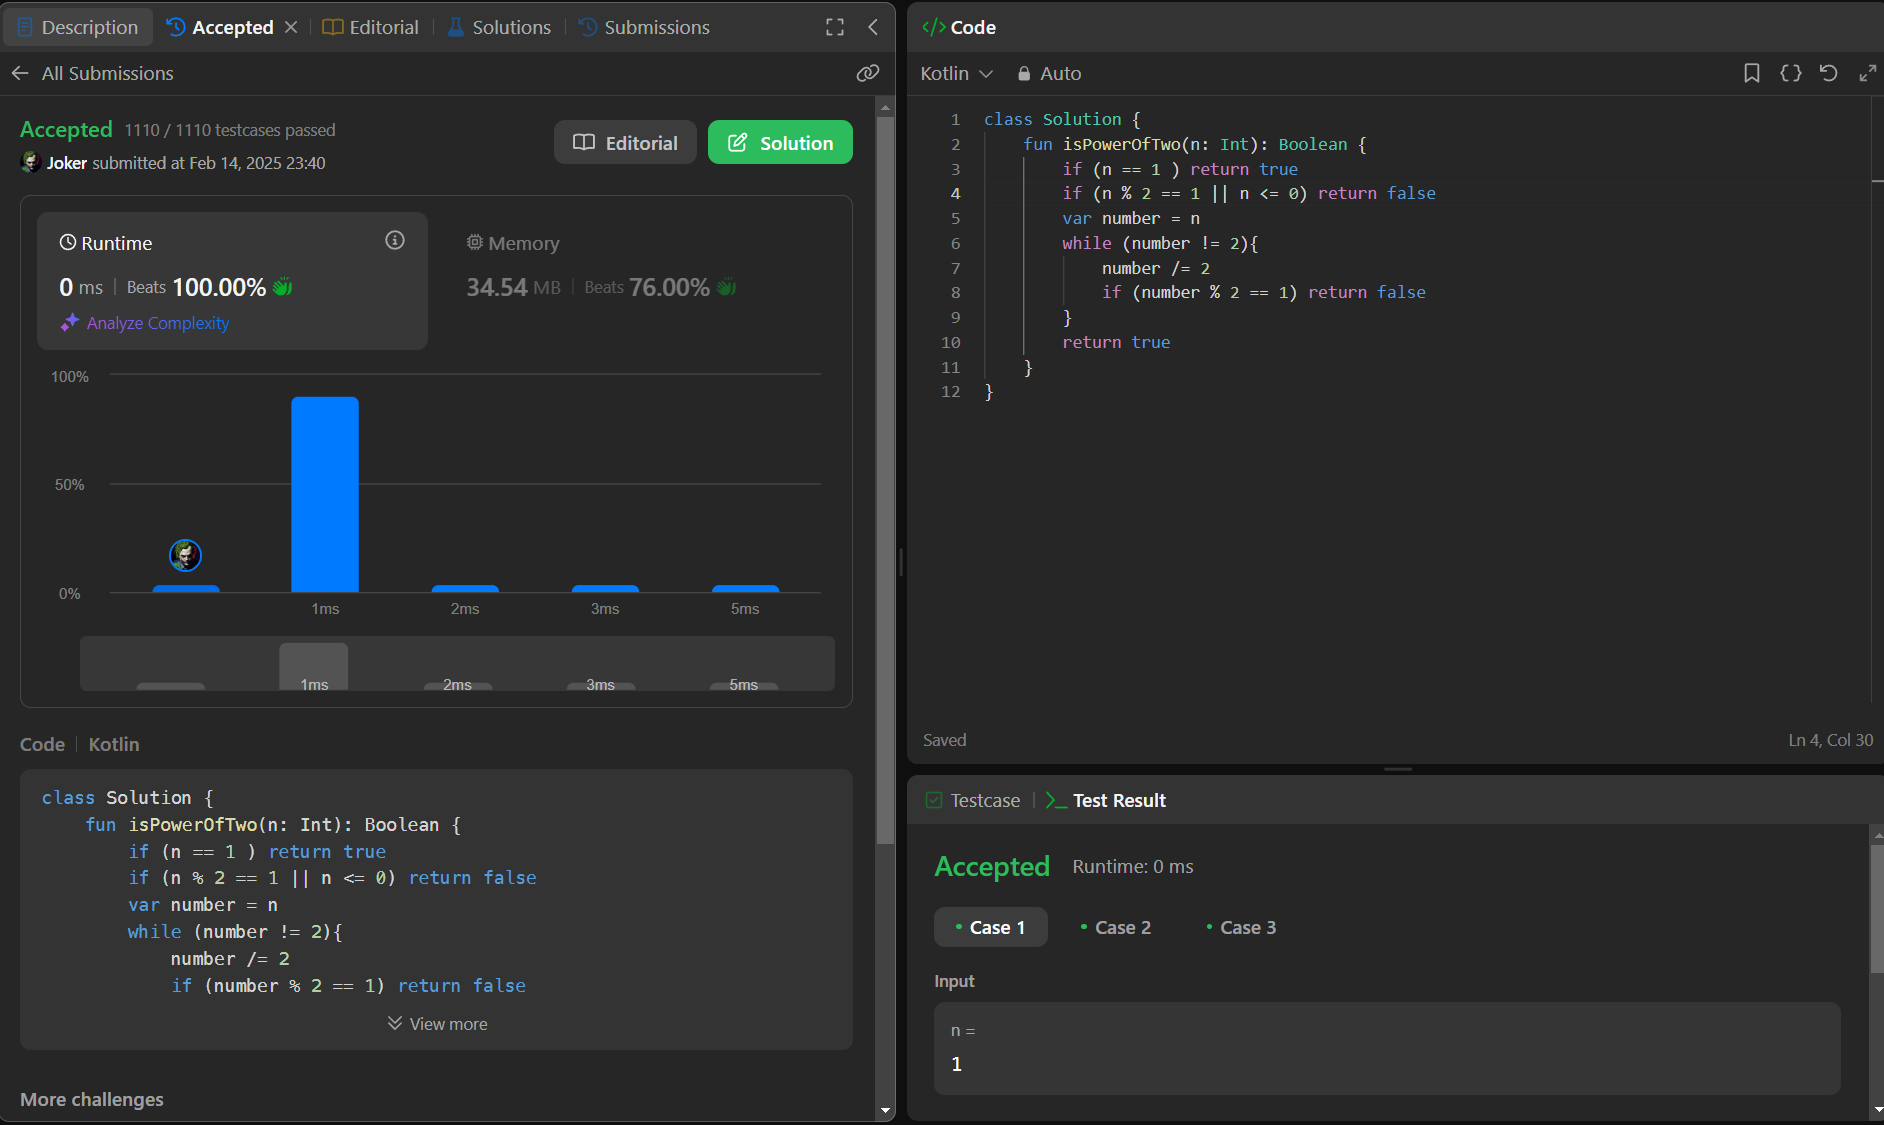 Description
Accepted
Editorial
Solutions
Submissions
All Submissions
Accepted 1110 / 1110 testcases passed
Joker submitted at Feb 14, 2025 23:40
Editorial
Solution
Runtime
0 ms | Beats 100.00%
Analyze Complexity
Memory
34.54 MB | Beats 76.00%
100%
50%
0%
1ms
2ms
3ms
5ms
1ms
2ms
3ms
5ms
Code | Kotlin
class Solution {
    fun isPowerOfTwo(n: Int): Boolean {
        if (n == 1 ) return true
        if (n % 2 == 1 || n <= 0) return false
        var number = n
        while (number != 2){
            number /= 2
            if (number % 2 == 1) return false
View more
More challenges
</> Code
Kotlin
Auto
1 class Solution {
2     fun isPowerOfTwo(n: Int): Boolean {
3         if (n == 1 ) return true
4         if (n % 2 == 1 || n <= 0) return false
5         var number = n
6         while (number != 2){
7             number /= 2
8             if (number % 2 == 1) return false
9         }
10         return true
11     }
12 }
Saved
Ln 4, Col 30
Testcase
Test Result
Accepted Runtime: 0 ms
Case 1
Case 2
Case 3
Input
n =
1